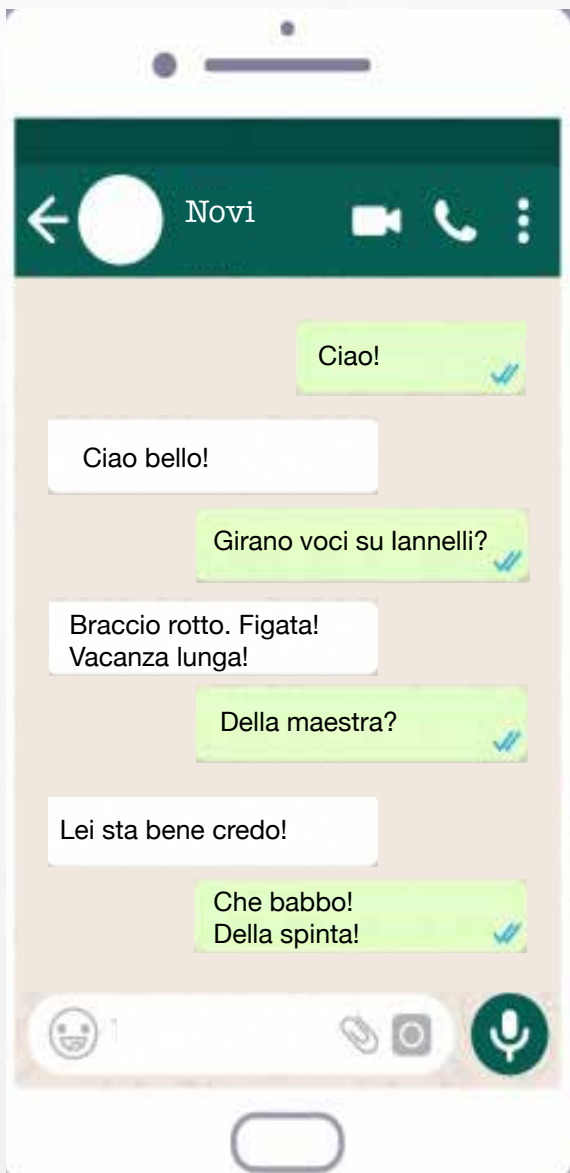 Novi
Ciao!
Ciao bello!
Girano voci su Iannelli?
Braccio rotto. Figata!
Vacanza lunga!
Della maestra?
Lei sta bene credo!
Che babbo!
Della spinta!